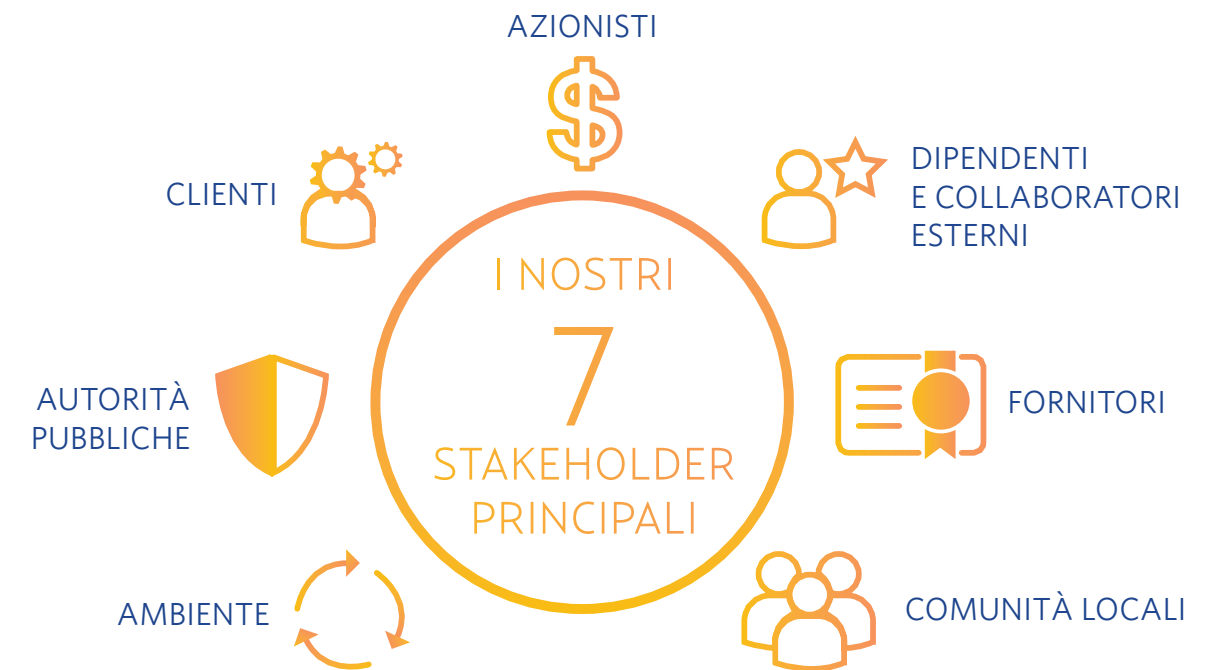 AZIONISTI
CLIENTI
DIPENDENTI
E COLLABORATORI
ESTERNI
I NOSTRI
7
STAKEHOLDER
PRINCIPALI
AUTORITÀ
PUBBLICHE
FORNITORI
AMBIENTE
COMUNITÀ LOCALI